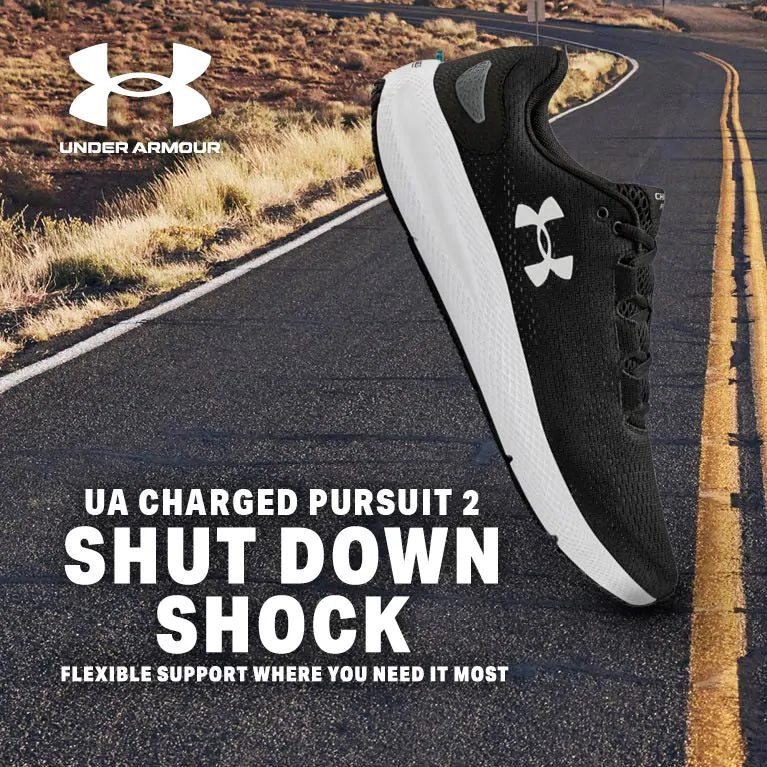 UNDER ARMOUR
UA CHARGED PURSUIT 2
SHUT DOWN
SHOCK
FLEXIBLE SUPPORT WHERE YOU NEED IT MOST